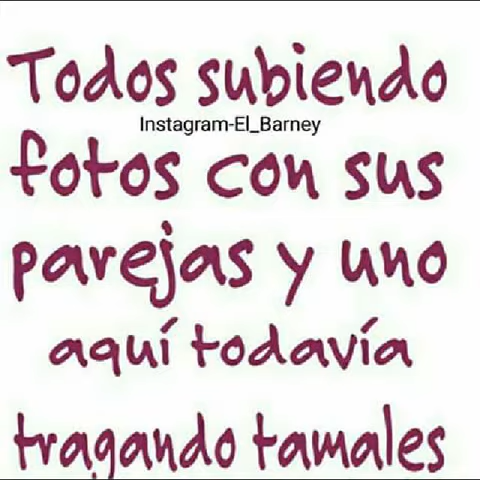 Todos subiendo
Instagram-El_Barney
fotos con sus
parejas y uno
aquí todavía
tragando tamales